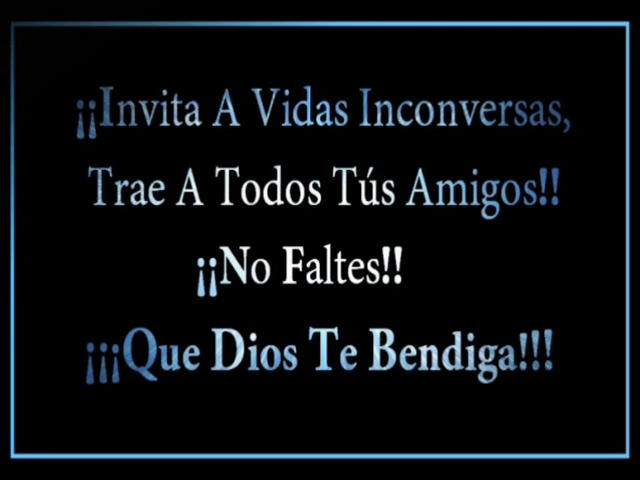 ¡¡Invita A Vidas Inconversas,
Trae A Todos Tús Amigos!!
¡¡No Faltes!!
¡¡¡Que Dios Te Bendiga!!!